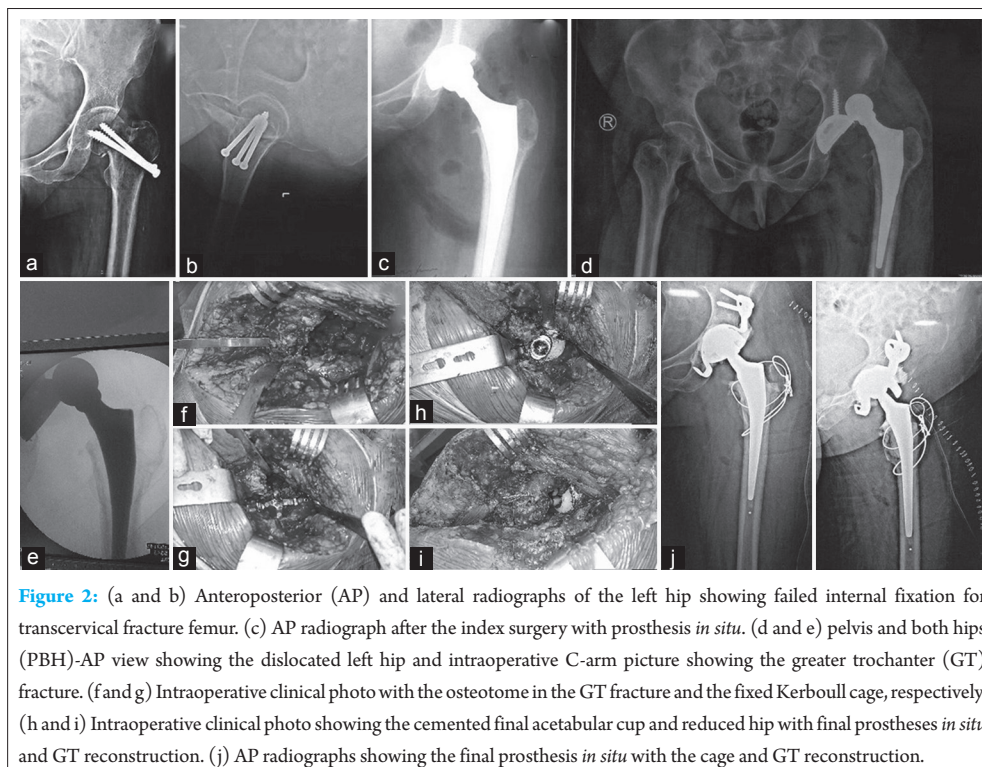 a
b
c
d
R
e
f
h
g
i
j
Figure 2: (a and b) Anteroposterior (AP) and lateral radiographs of the left hip showing failed internal fixation for
transcervical fracture femur. (c) AP radiograph after the index surgery with prosthesis in situ. (d and e) pelvis and both hips
(PBH)-AP view showing the dislocated left hip and intraoperative C-arm picture showing the greater trochanter (GT)
fracture. (f and g) Intraoperative clinical photo with the osteotome in the GT fracture and the fixed Kerboull cage, respectively
(h and i) Intraoperative clinical photo showing the cemented final acetabular cup and reduced hip with final prostheses in situ
and GT reconstruction. (j) AP radiographs showing the final prosthesis in situ with the cage and GT reconstruction.